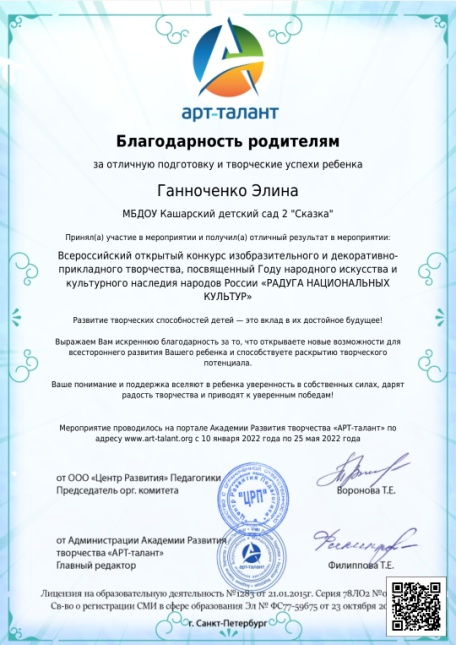 АРТ-ТАЛАНТ
Благодарность родителям
за отличную подготовку и творческие успехи ребенка
Ганноченко Элина
МБДОУ Кашарский детский сад 2 "Сказка"
Принял(а) участие в мероприятии и получил(а) отличный результат в мероприятии:
Всероссийский открытый конкурс изобразительного и декоративно-
прикладного творчества, посвященный Году народного искусства и
культурного наследия народов России «РАДУГА НАЦИОНАЛЬНЫХ
КУЛЬТУР»
Развитие творческих способностей детей — это вклад в их достойное будущее!
Выражаем Вам искреннюю благодарность за то, что открываете новые возможности для
всестороннего развития Вашего ребенка и способствуете раскрытию творческого
потенциала.
Ваше понимание и поддержка вселяют в ребенка уверенность в собственных силах, дарят
радость творчества и приводят к уверенным победам!
Мероприятие проводилось на портале Академии Развития творчества «АРТ-талант» по
адресу www.art-talant.org с 10 января 2022 года по 25 мая 2022 года
от ООО «Центр Развития» Педагогики
Председатель орг. комитета
"ЦРП"
Воронова Т.Е.
от Администрации Академии Развития
творчества «АРТ-талант»
Главный редактор
АРТ-ТАЛАНТ
Филиппова Т.Е.
Лицензия на образовательную деятельность №1283 от 21.01.2015г. Серия 78ЛО2 №0
Св-во о регистрации СМИ в сфере образования Эл № ФС77-59675 от 23 октября 20
г. Санкт-Петербург